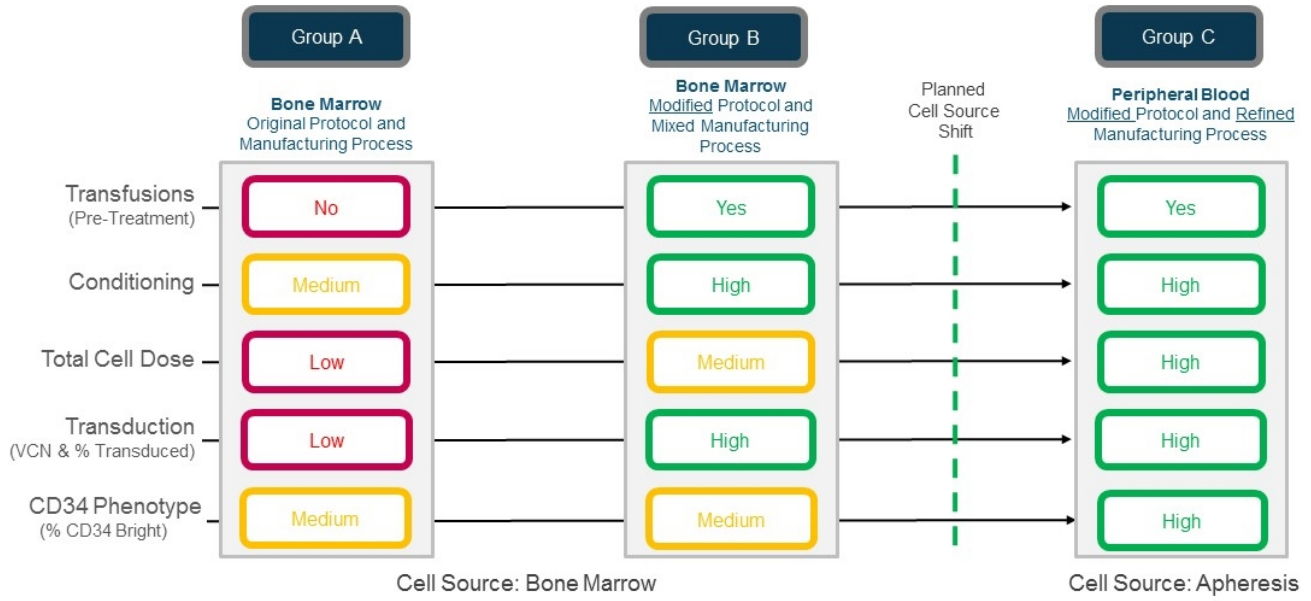 Group A
Group B
Group C
Bone Marrow
Original Protocol and
Manufacturing Process
Bone Marrow
Modified Protocol and
Mixed Manufacturing
Process
Planned
Cell Source
Shift
Peripheral Blood
Modified Protocol and Refined
Manufacturing Process
Transfusions
(Pre-Treatment)
No
Yes
Yes
Conditioning
Medium
High
High
Total Cell Dose
Low
Medium
High
Transduction
(VCN & % Transduced)
Low
High
High
CD34 Phenotype
(% CD34 Bright)
Medium
Medium
High
Cell Source: Bone Marrow
Cell Source: Apheresis